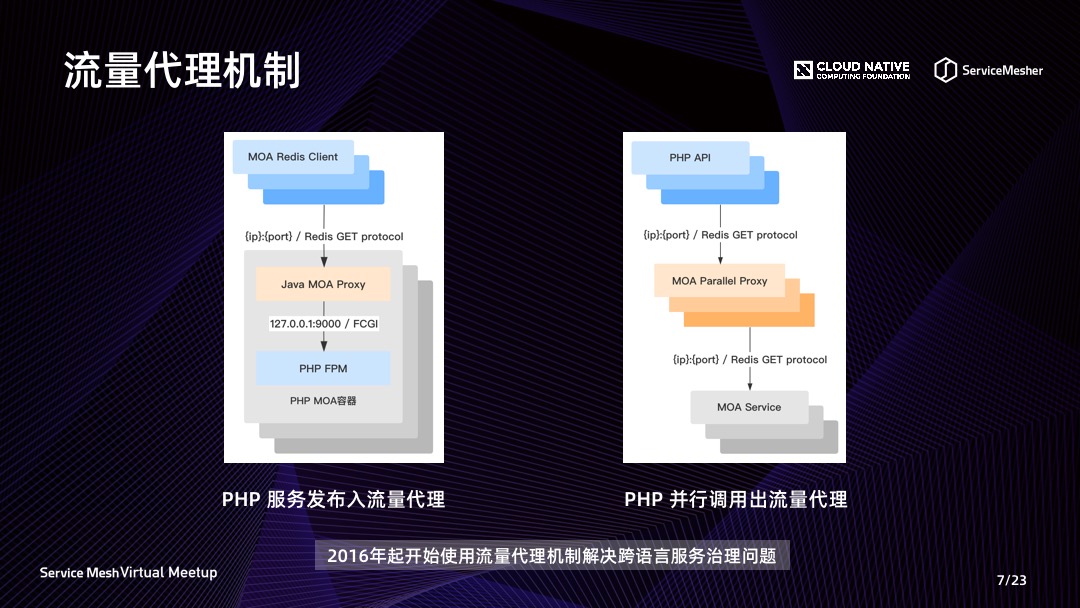 流量代理机制
CLOUD NATIVE
COMPUTING FOUNDATION
ServiceMesher
MOA Redis Client
{ip}:{port} / Redis GET protocol
Java MOA Proxy
127.0.0.1:9000 / FCGI
PHP FPM
PHP MOA容器
PHP 服务发布入流量代理
PHP API
{ip}:{port} / Redis GET protocol
MOA Parallel Proxy
{ip}:{port} / Redis GET protocol
MOA Service
PHP 并行调用出流量代理
2016年起开始使用流量代理机制解决跨语言服务治理问题
Service Mesh Virtual Meetup
7/23